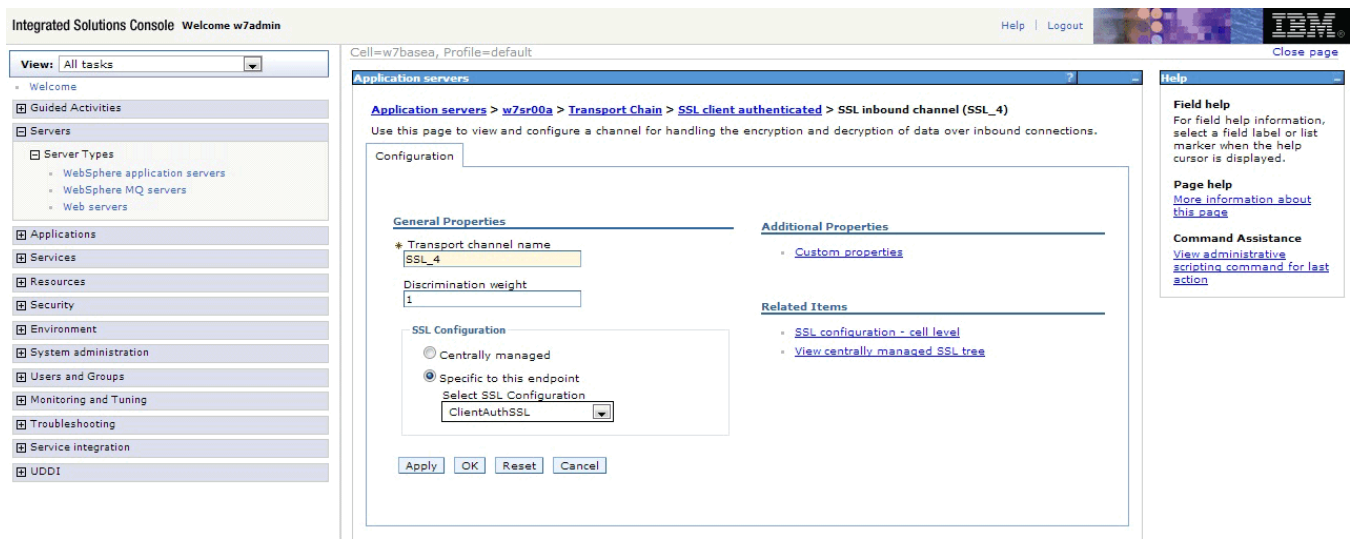 Integrated Solutions Console Welcome w7admin
Help | Logout
IBM®
Cell=w7basea, Profile=default
Close page
View: All tasks
Welcome
Guided Activities
Servers
Server Types
WebSphere application servers
WebSphere MQ servers
Web servers
Applications
Services
Resources
Security
Environment
System administration
Users and Groups
Monitoring and Tuning
Troubleshooting
Service integration
UDDI
Application servers
?
Application servers > w7sr00a > Transport Chain > SSL client authenticated > SSL inbound channel (SSL_4)
Use this page to view and configure a channel for handling the encryption and decryption of data over inbound connections.
Configuration
General Properties
* Transport channel name
SSL_4
Discrimination weight
1
SSL Configuration
Centrally managed
Specific to this endpoint
Select SSL Configuration
ClientAuthSSL
Apply OK Reset Cancel
Additional Properties
Custom properties
Related Items
SSL configuration - cell level
View centrally managed SSL tree
Help
Field help
For field help information,
select a field label or list
marker when the help
cursor is displayed.
Page help
More information about
this page
Command Assistance
View administrative
scripting command for last
action